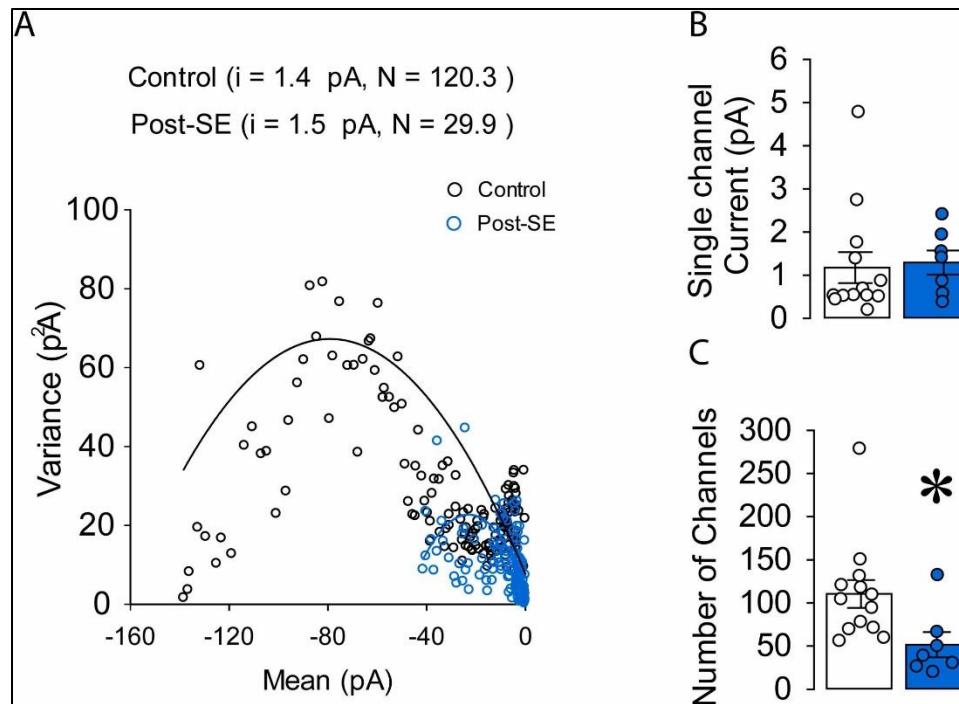 A
Control (i = 1.4 pA, N = 120.3 )
Post-SE (i = 1.5 pA, N = 29.9 )
Control
Post-SE
100
80
60
40
20
0
Variance (p²A)
-160
-120
-80
-40
0
Mean (pA)
B
6
5
4
3
2
1
0
Single channel
Current (pA)
C
300
250
200
150
100
50
0
Number of Channels
*